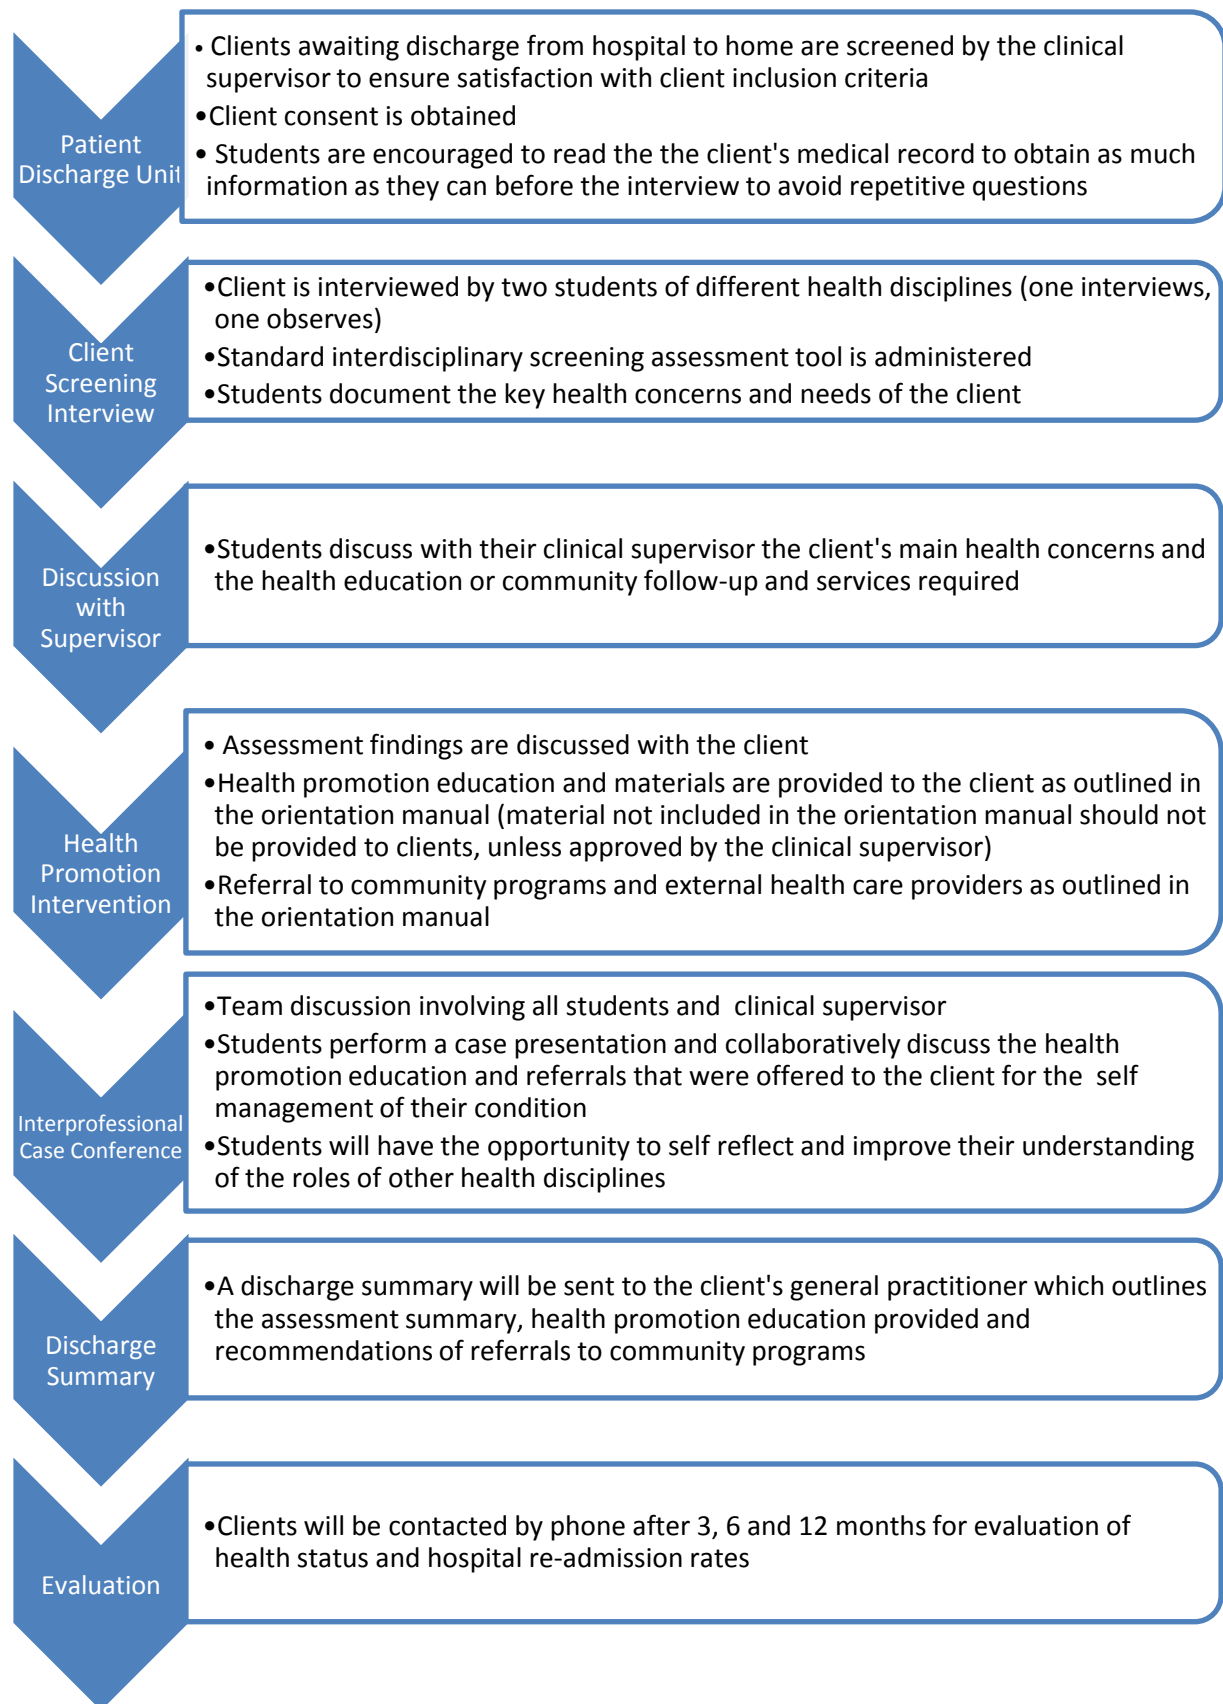 Patient
Discharge Unit
• Clients awaiting discharge from hospital to home are screened by the clinical
supervisor to ensure satisfaction with client inclusion criteria
•Client consent is obtained
• Students are encouraged to read the the client's medical record to obtain as much
information as they can before the interview to avoid repetitive questions
Client
Screening
Interview
•Client is interviewed by two students of different health disciplines (one interviews,
one observes)
•Standard interdisciplinary screening assessment tool is administered
•Students document the key health concerns and needs of the client
Discussion
with
Supervisor
•Students discuss with their clinical supervisor the client's main health concerns and
the health education or community follow-up and services required
Health
Promotion
Intervention
• Assessment findings are discussed with the client
•Health promotion education and materials are provided to the client as outlined in
the orientation manual (material not included in the orientation manual should not
be provided to clients, unless approved by the clinical supervisor)
•Referral to community programs and external health care providers as outlined in
the orientation manual
Interprofessional
Case Conference
•Team discussion involving all students and clinical supervisor
•Students perform a case presentation and collaboratively discuss the health
promotion education and referrals that were offered to the client for the self
management of their condition
•Students will have the opportunity to self reflect and improve their understanding
of the roles of other health disciplines
Discharge
Summary
•A discharge summary will be sent to the client's general practitioner which outlines
the assessment summary, health promotion education provided and
recommendations of referrals to community programs
Evaluation
•Clients will be contacted by phone after 3, 6 and 12 months for evaluation of
health status and hospital re-admission rates